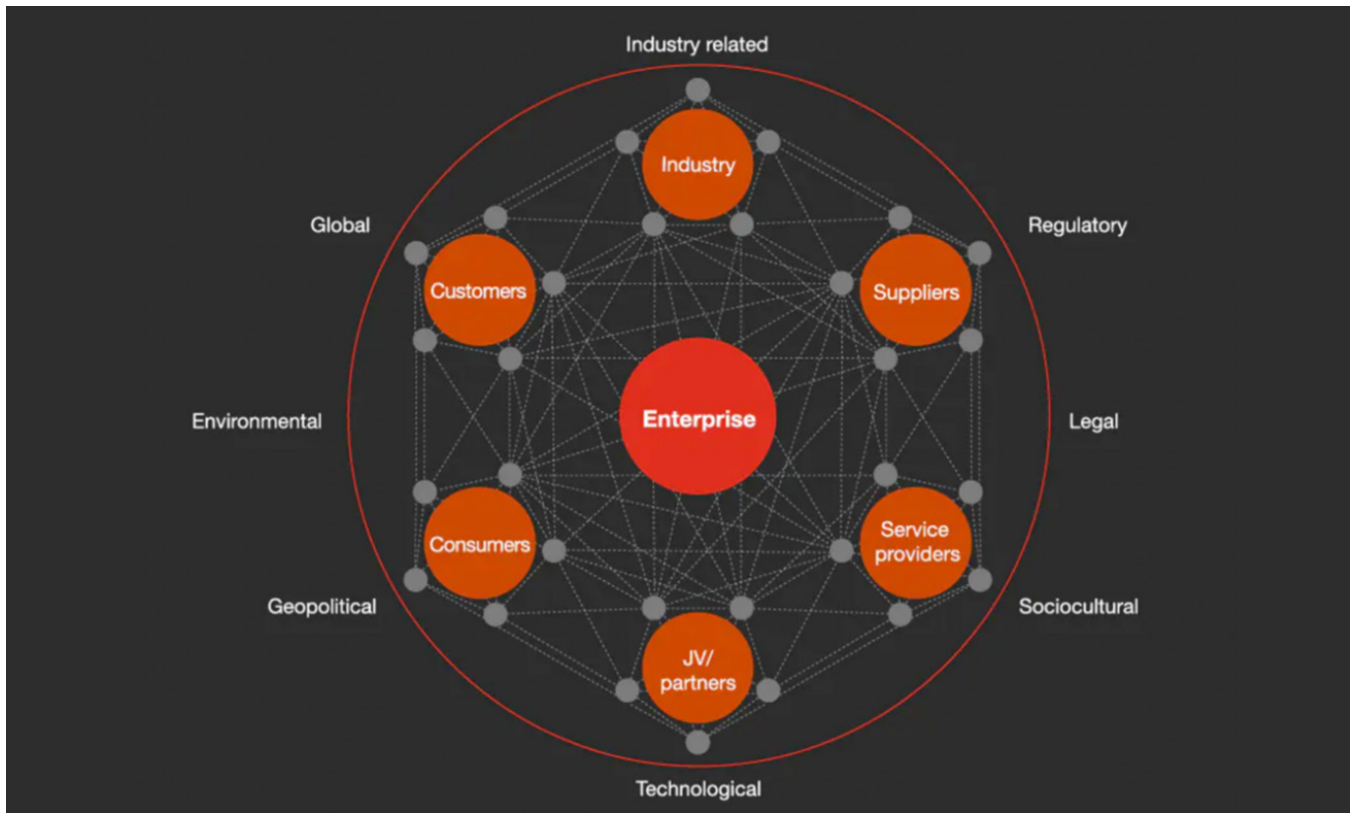 Industry related
Industry
Global
Regulatory
Customers
Suppliers
Environmental
Enterprise
Legal
Consumers
Service
providers
Geopolitical
Sociocultural
JV/
partners
Technological